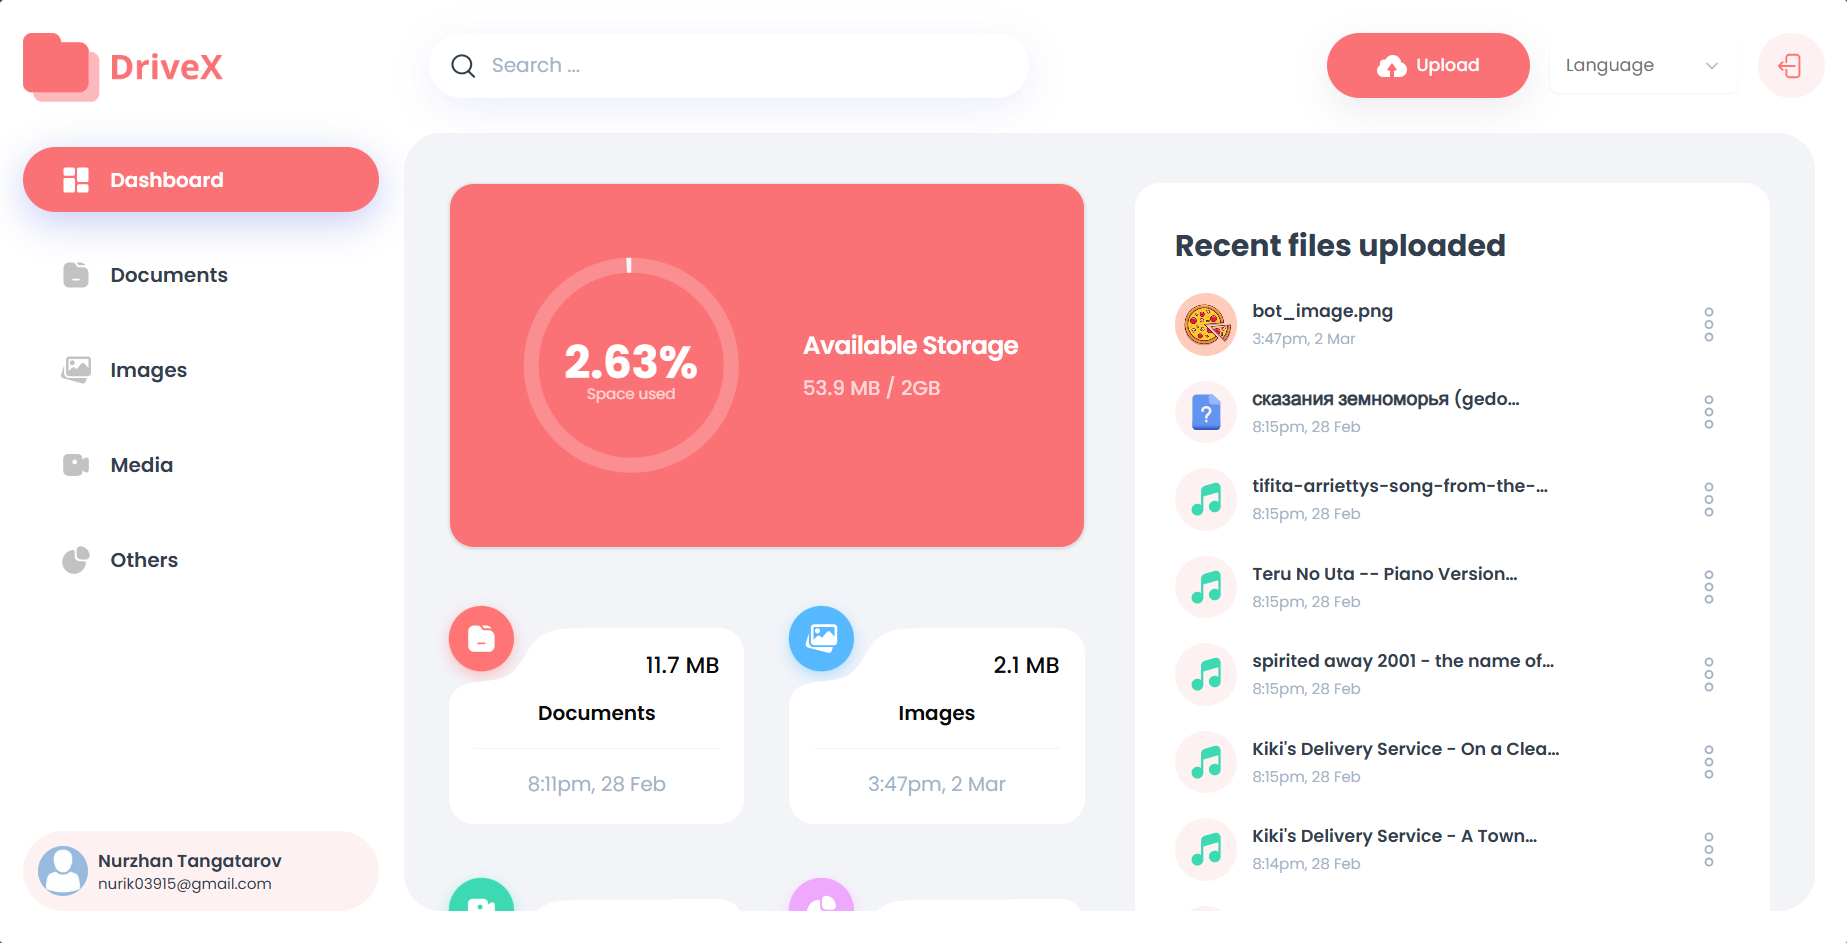 DriveX
Search ...
Upload
Language
Dashboard
Documents
Images
Media
Others
Nurzhan Tangatarov
nurik03915@gmail.com
2.63%
Space used
Available Storage
53.9 MB / 2GB
11.7 MB
Documents
8:11pm, 28 Feb
2.1 MB
Images
3:47pm, 2 Mar
Recent files uploaded
bot_image.png
3:47pm, 2 Mar
сказания земноморья (gedo...
8:15pm, 28 Feb
tifita-arriettys-song-from-the-...
8:15pm, 28 Feb
Teru No Uta -- Piano Version...
8:15pm, 28 Feb
spirited away 2001 - the name of...
8:15pm, 28 Feb
Kiki's Delivery Service - On a Clea...
8:15pm, 28 Feb
Kiki's Delivery Service - A Town...
8:14pm, 28 Feb